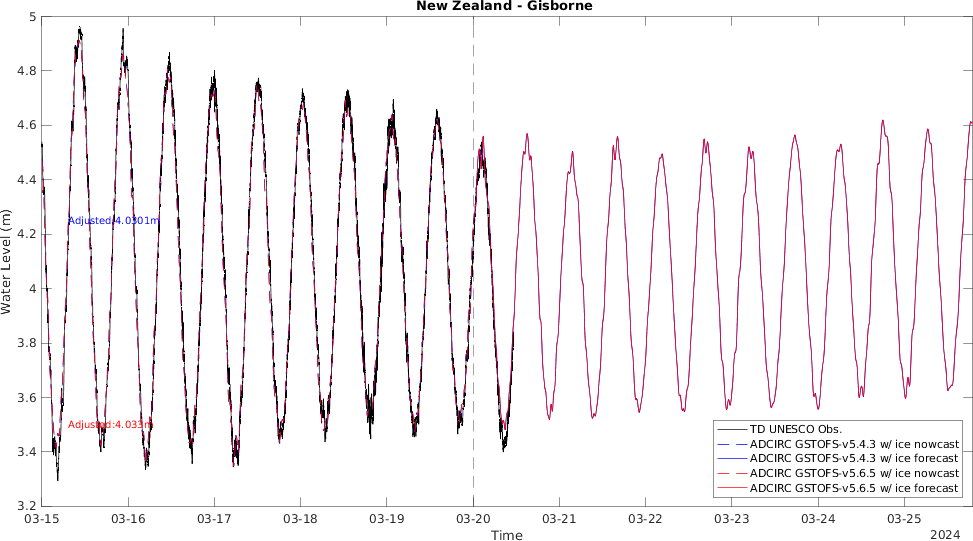 New Zealand - Gisborne
5
4.8
4.6
4.4
4.2
4
3.8
3.6
3.4
3.2
Water Level (m)
Adjusted:4.0301m
Adjusted:4.033m
TD UNESCO Obs.
ADCIRC GSTOFS-v5.4.3 w/ ice nowcast
ADCIRC GSTOFS-v5.4.3 w/ ice forecast
ADCIRC GSTOFS-v5.6.5 w/ ice nowcast
ADCIRC GSTOFS-v5.6.5 w/ ice forecast
03-15 03-16 03-17 03-18 03-19 03-20 03-21 03-22 03-23 03-24 03-25
Time
2024